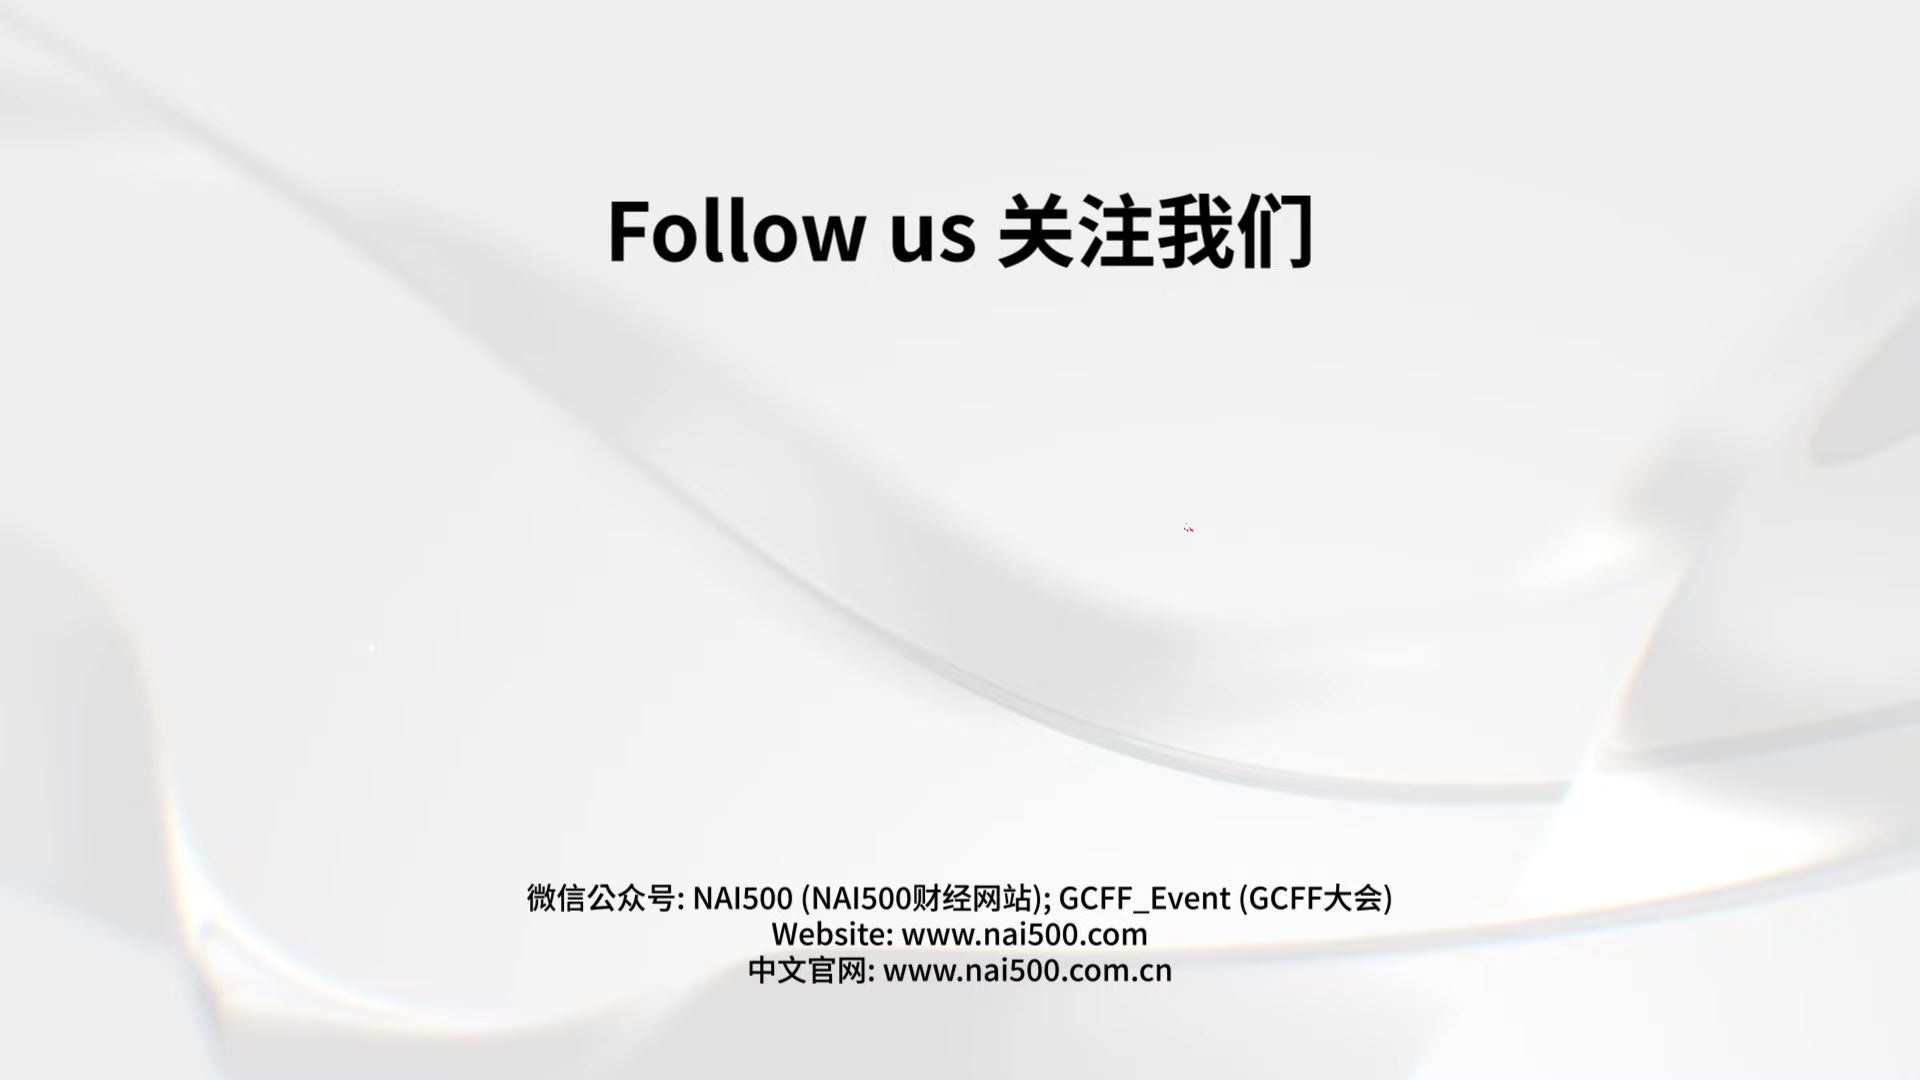 Follow us 关注我们
微信公众号: NAI500 (NAI500财经网站); GCFF_Event (GCFF大会)
Website: www.nai500.com
中文官网: www.nai500.com.cn